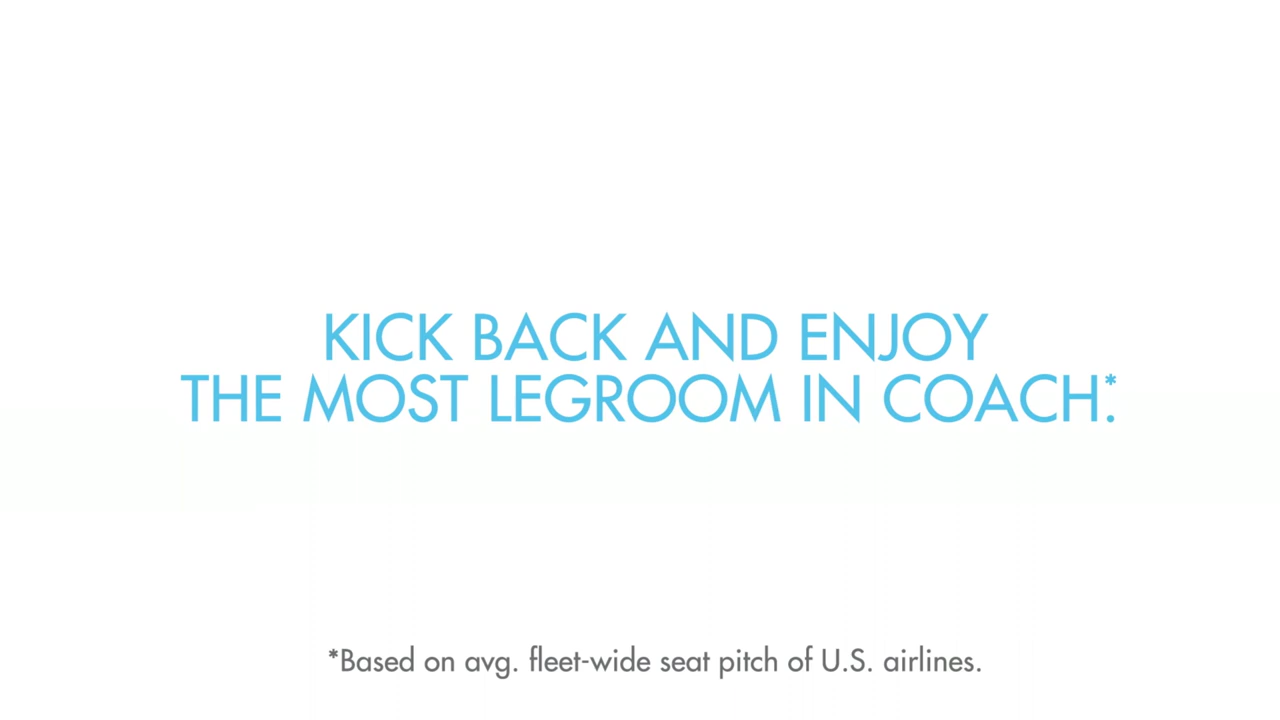 KICK BACK AND ENJOY
THE MOST LEGROOM IN COACH.*
*Based on avg. fleet-wide seat pitch of U.S. airlines.